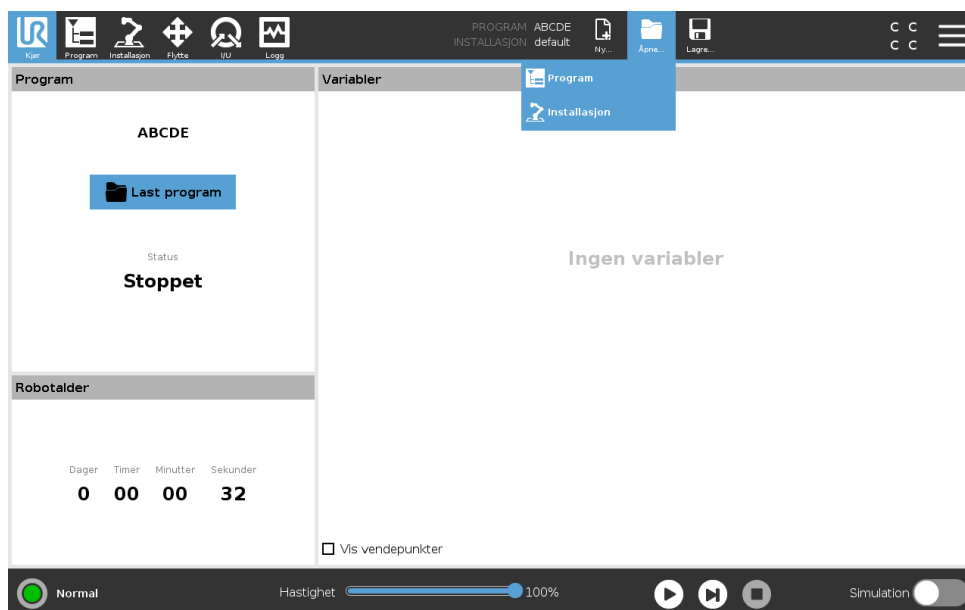 UR
Kjør Program Installasjon Flytte I/U Logg
PROGRAM ABCDE
INSTALLASJON default
Ny... Åpne... Lagre...
C C
C C
Program
Installasjon
Program
ABCDE
Last program
Status
Stoppet
Variabler
Ingen variabler
Vis vendepunkter
Robotalder
Dager Timer Minutter Sekunder
0 00 00 32
Normal
Hastighet 100%
Simulation